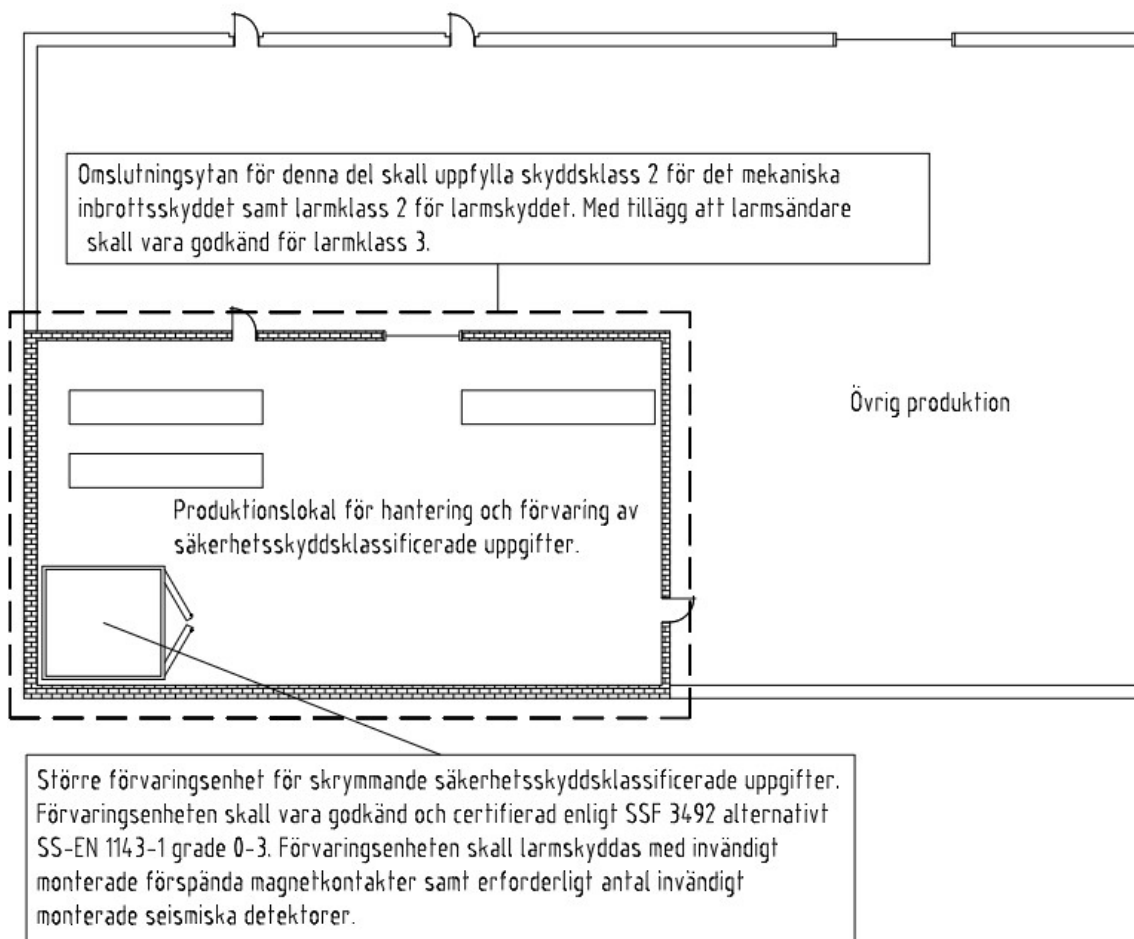 Omslutningsytan för denna del skall uppfylla skyddsklass 2 för det mekaniska
inbrottsskyddet samt larmklass 2 för larmskyddet. Med tillägg att larmsändare
skall vara godkänd för larmklass 3.
Övrig produktion
Produktionslokal för hantering och förvaring av
säkerhetsskyddsklassificerade uppgifter.
Större förvaringsenhet för skrymmande säkerhetsskyddsklassificerade uppgifter.
Förvaringsenheten skall vara godkänd och certifierad enligt SSF 3492 alternativt
SS-EN 1143-1 grade 0-3. Förvaringsenheten skall larmskyddas med invändigt
monterade förspända magnetkontakter samt erforderligt antal invändigt
monterade seismiska detektorer.